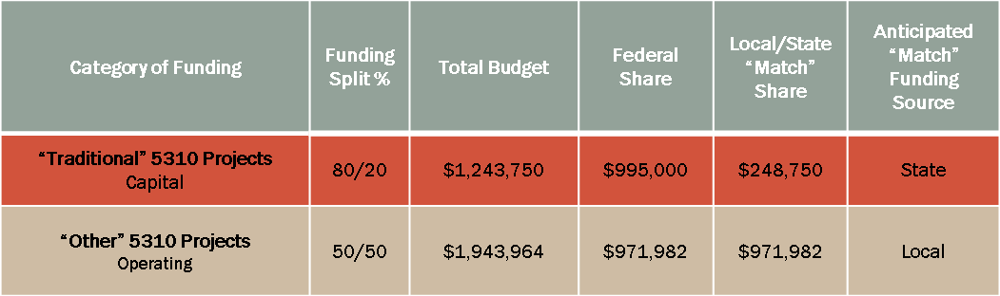 Category of Funding
Funding
Split %
Total Budget
Federal
Share
Local/State
“Match”
Share
Anticipated
“Match”
Funding
Source
“Traditional” 5310 Projects
Capital
80/20
$1,243,750
$995,000
$248,750
State
“Other” 5310 Projects
Operating
50/50
$1,943,964
$971,982
$971,982
Local